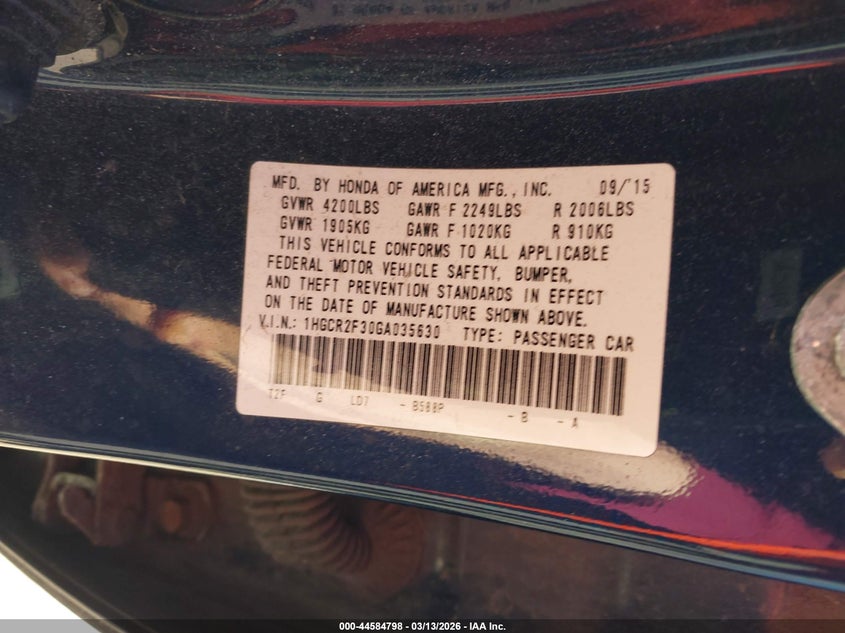 MFD. BY HONDA OF AMERICA MFG., INC. 09/'15
GVWR 4200LBS GAWR F 2249LBS R 2006LBS
GVWR 1905KG GAWR F 1020KG R 910KG
THIS VEHICLE CONFORMS TO ALL APPLICABLE
FEDERAL MOTOR VEHICLE SAFETY, BUMPER,
AND THEFT PREVENTION STANDARDS IN EFFECT
ON THE DATE OF MANUFACTURE SHOWN ABOVE.
V.I.N.: 1HGCR2F30GA035630 TYPE: PASSENGER CAR
T2F G LD7 - B588P - B - A
000-44584798 - 03/13/2026 - IAA Inc.